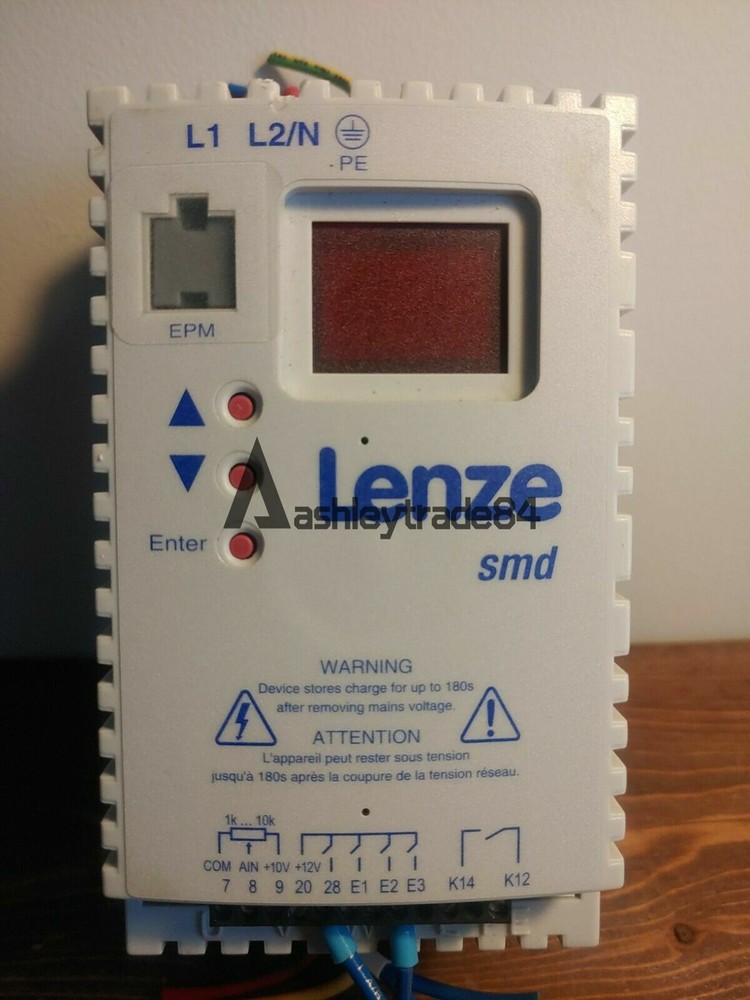 L1 L2/N
PE
EPM
Lenze
ashleytrade84
Enter
smd
WARNING
Device stores charge for up to 180s
after removing mains voltage.
ATTENTION
L'appareil peut rester sous tension
jusqu'à 180s après la coupure de la tension réseau.
1k ... 10k
COM AIN +10V +12V
7 8 9 20 28 E1 E2 E3 K14 K12